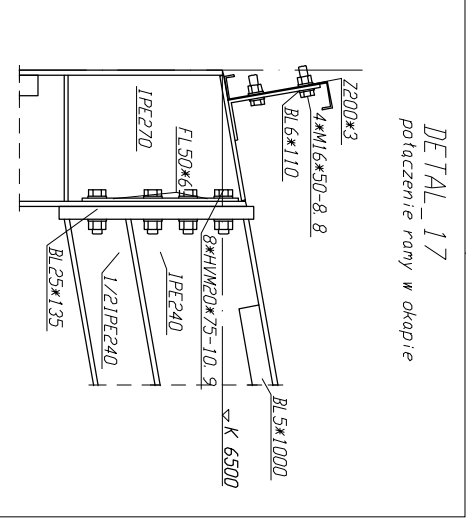 DETAL_17
połączenie ramy w okapie
Z200*3
4*M16*50-8.8
BL6*110
IPE270
FL50*6
8*HVM20*75-10.9
IPE240
1/2IPE240
BL25*135
BL5*1000
K 6500